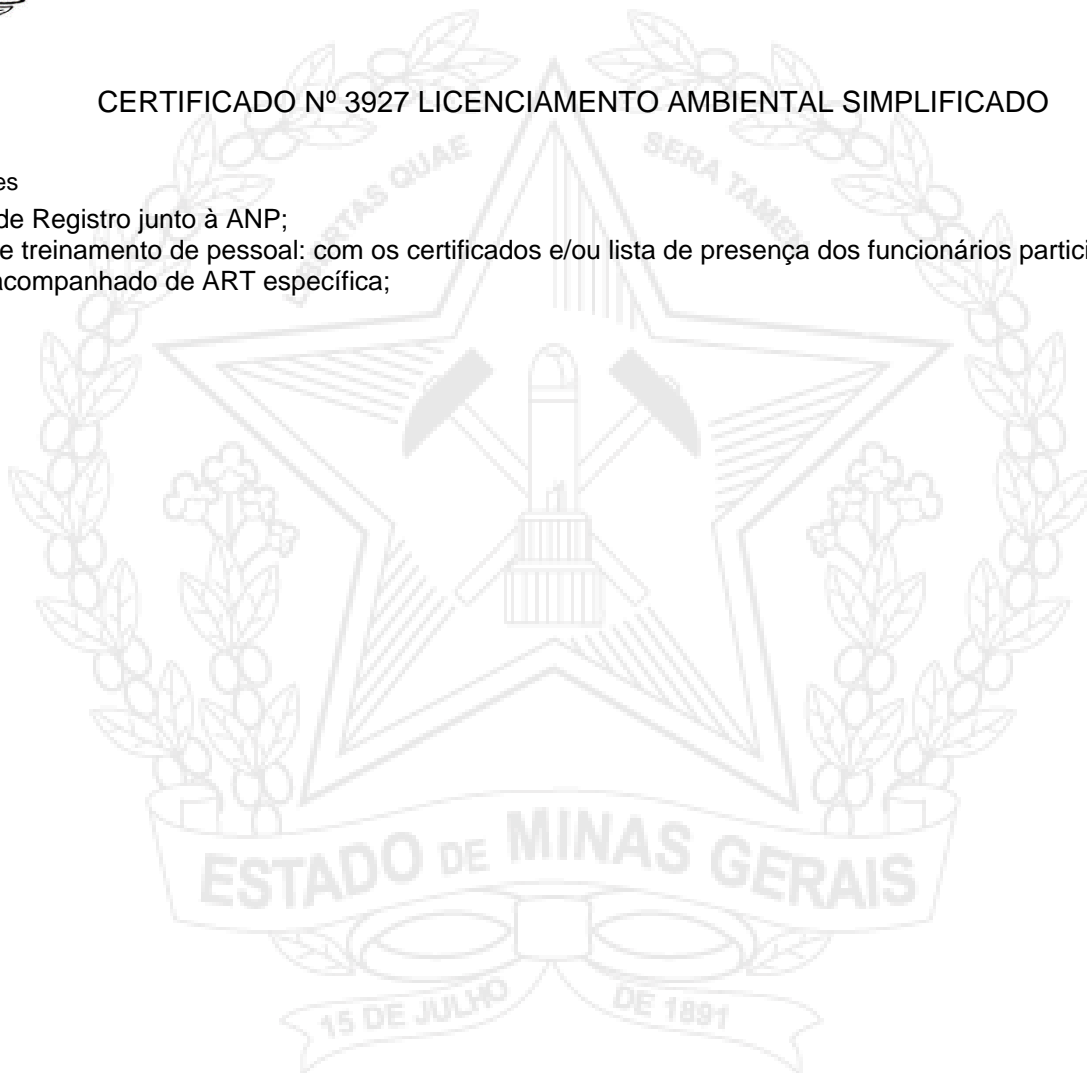 CERTIFICADO Nº 3927 LICENCIAMENTO AMBIENTAL SIMPLIFICADO
es
de Registro junto à ANP;
e treinamento de pessoal: com os certificados e/ou lista de presença dos funcionários partici
acompanhado de ART específica;
QUAE SERA TAMEN
ESTADO DE MINAS GERAIS
15 DE JULHO DE 1891